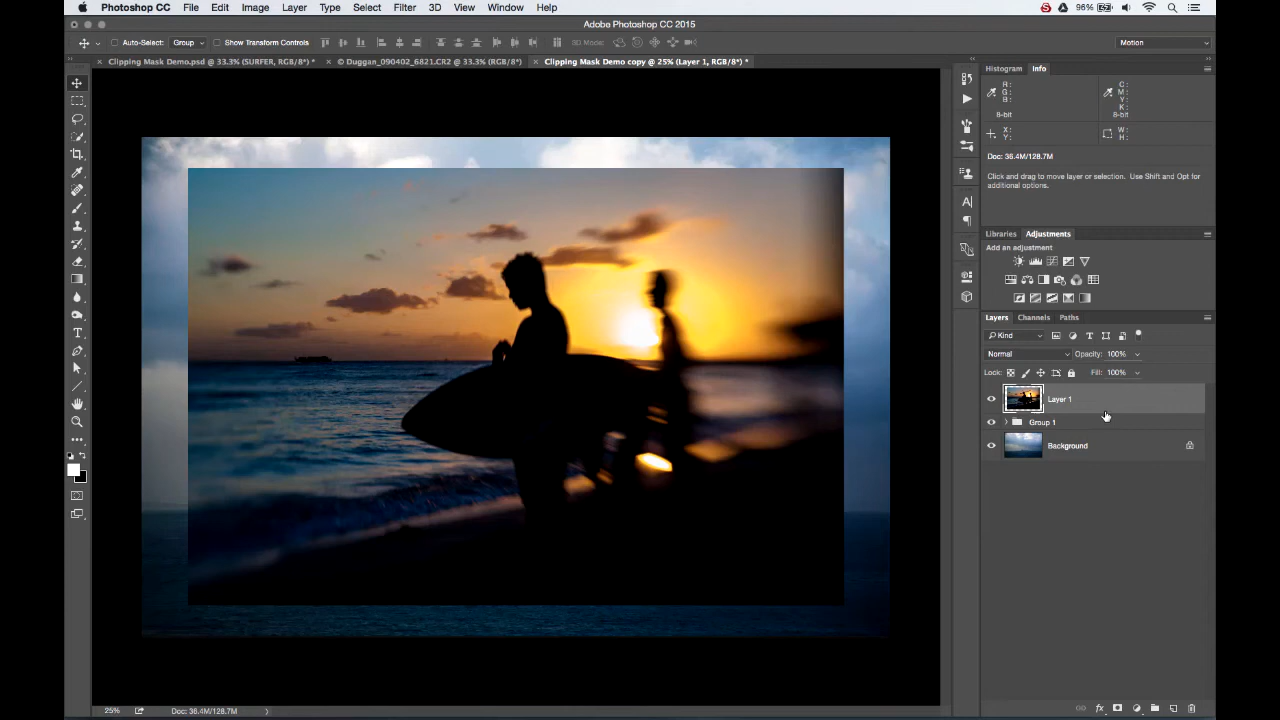 Photoshop CC File Edit Image Layer Type Select Filter 3D View Window Help 96%
Adobe Photoshop CC 2015
Auto-Select: Group Show Transform Controls 3D Mode: Motion
Clipping Mask Demo.psd @ 33.3% (SURFER, RGB/8*) * © Duggan_090402_6821.CR2 @ 33.3% (RGB/8*) Clipping Mask Demo copy @ 25% (Layer 1, RGB/8*) *
Histogram Info
R: C:
G: M:
B: Y:
K:
8-bit 8-bit
X: W:
Y: H:
Doc: 36.4M/128.7M
Click and drag to move layer or selection. Use Shift and Opt for
additional options.
Libraries Adjustments
Add an adjustment
Layers Channels Paths
Kind
Normal Opacity: 100%
Lock: Fill: 100%
Layer 1
Group 1
Background
25% Doc: 36.4M/128.7M